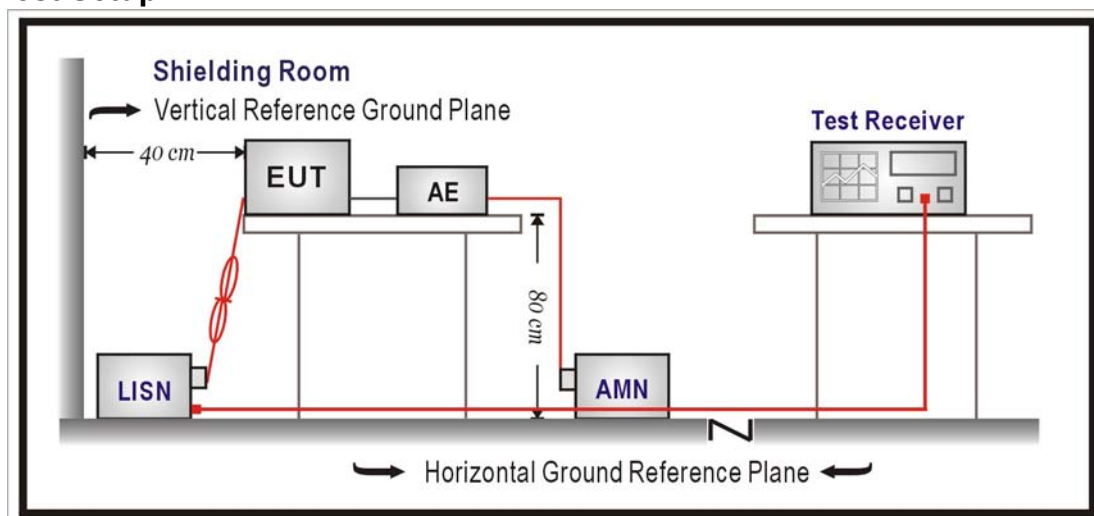 Shielding Room
Vertical Reference Ground Plane
Test Receiver
40 cm
EUT
AE
80 cm
LISN
AMN
Horizontal Ground Reference Plane